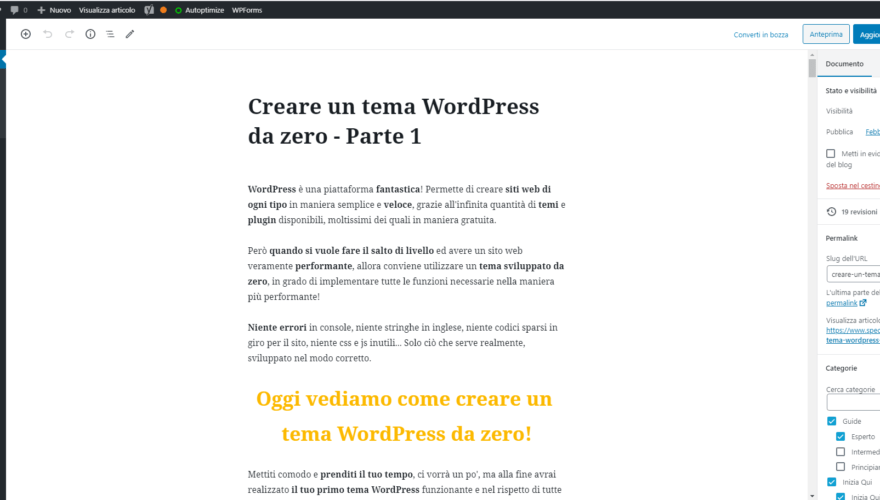 0 Nuovo Visualizza articolo Autoptimize WPForms
Converti in bozza Anteprima
Documento
Creare un tema WordPress
da zero - Parte 1
WordPress è una piattaforma fantastica! Permette di creare siti web di
ogni tipo in maniera semplice e veloce, grazie all'infinita quantità di temi e
plugin disponibili, moltissimi dei quali in maniera gratuita.
Però quando si vuole fare il salto di livello ed avere un sito web
veramente performante, allora conviene utilizzare un tema sviluppato da
zero, in grado di implementare tutte le funzioni necessarie nella maniera
più performante!
Niente errori in console, niente stringhe in inglese, niente codici sparsi in
giro per il sito, niente css e js inutili... Solo ciò che serve realmente,
sviluppato nel modo corretto.
Oggi vediamo come creare un
tema WordPress da zero!
Mettiti comodo e prenditi il tuo tempo, ci vorrà un po', ma alla fine avrai
realizzato il tuo primo tema WordPress funzionante e nel rispetto di tutte
Stato e visibilità
Visibilità
Pubblica Febb
Metti in evid
del blog
Sposta nel cestino
19 revisioni
Permalink
Slug dell'URL
creare-un-tema
L'ultima parte del
permalink
Visualizza articolo
https://www.spec
tema-wordpress-
Categorie
Cerca categorie
Guide
Esperto
Intermed
Principian
Inizia Qui
Inizia Qui